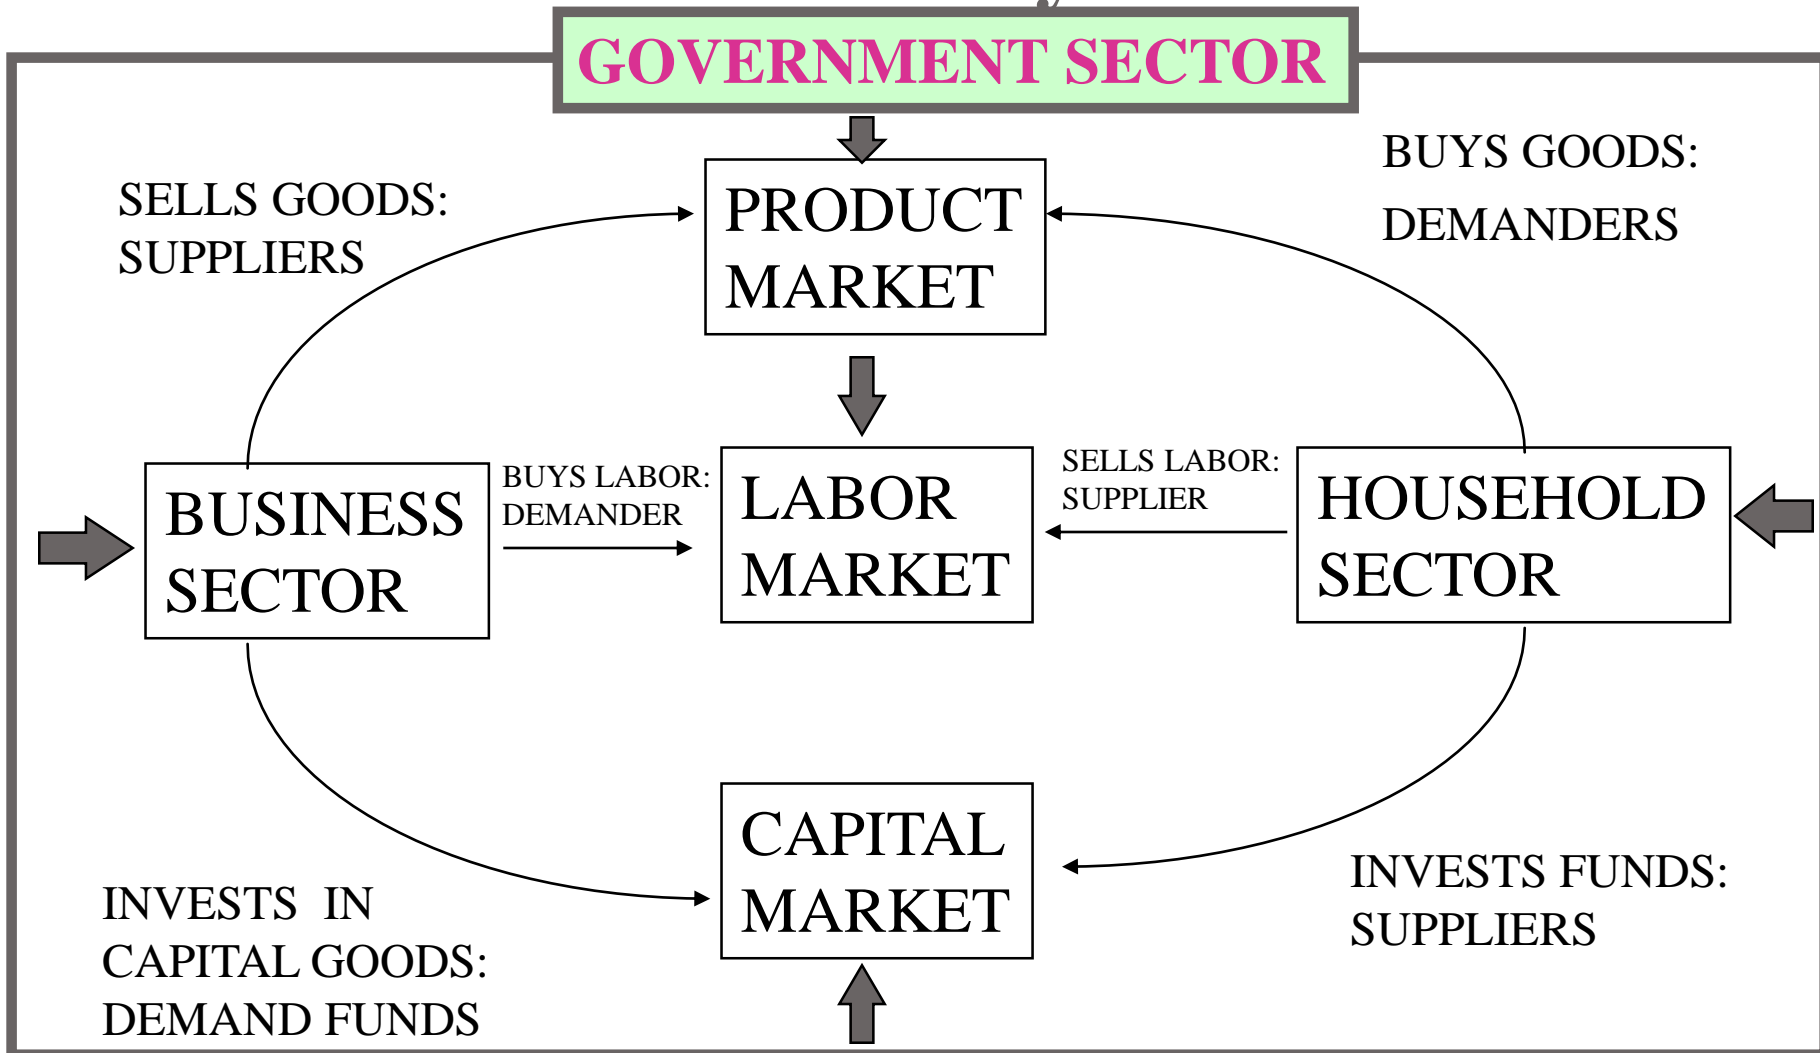 GOVERNMENT SECTOR
SELLS GOODS:
SUPPLIERS
PRODUCT
MARKET
BUYS GOODS:
DEMANDERS
BUSINESS
SECTOR
BUYS LABOR:
DEMANDER
LABOR
MARKET
SELLS LABOR:
SUPPLIER
HOUSEHOLD
SECTOR
INVESTS IN
CAPITAL GOODS:
DEMAND FUNDS
CAPITAL
MARKET
INVESTS FUNDS:
SUPPLIERS